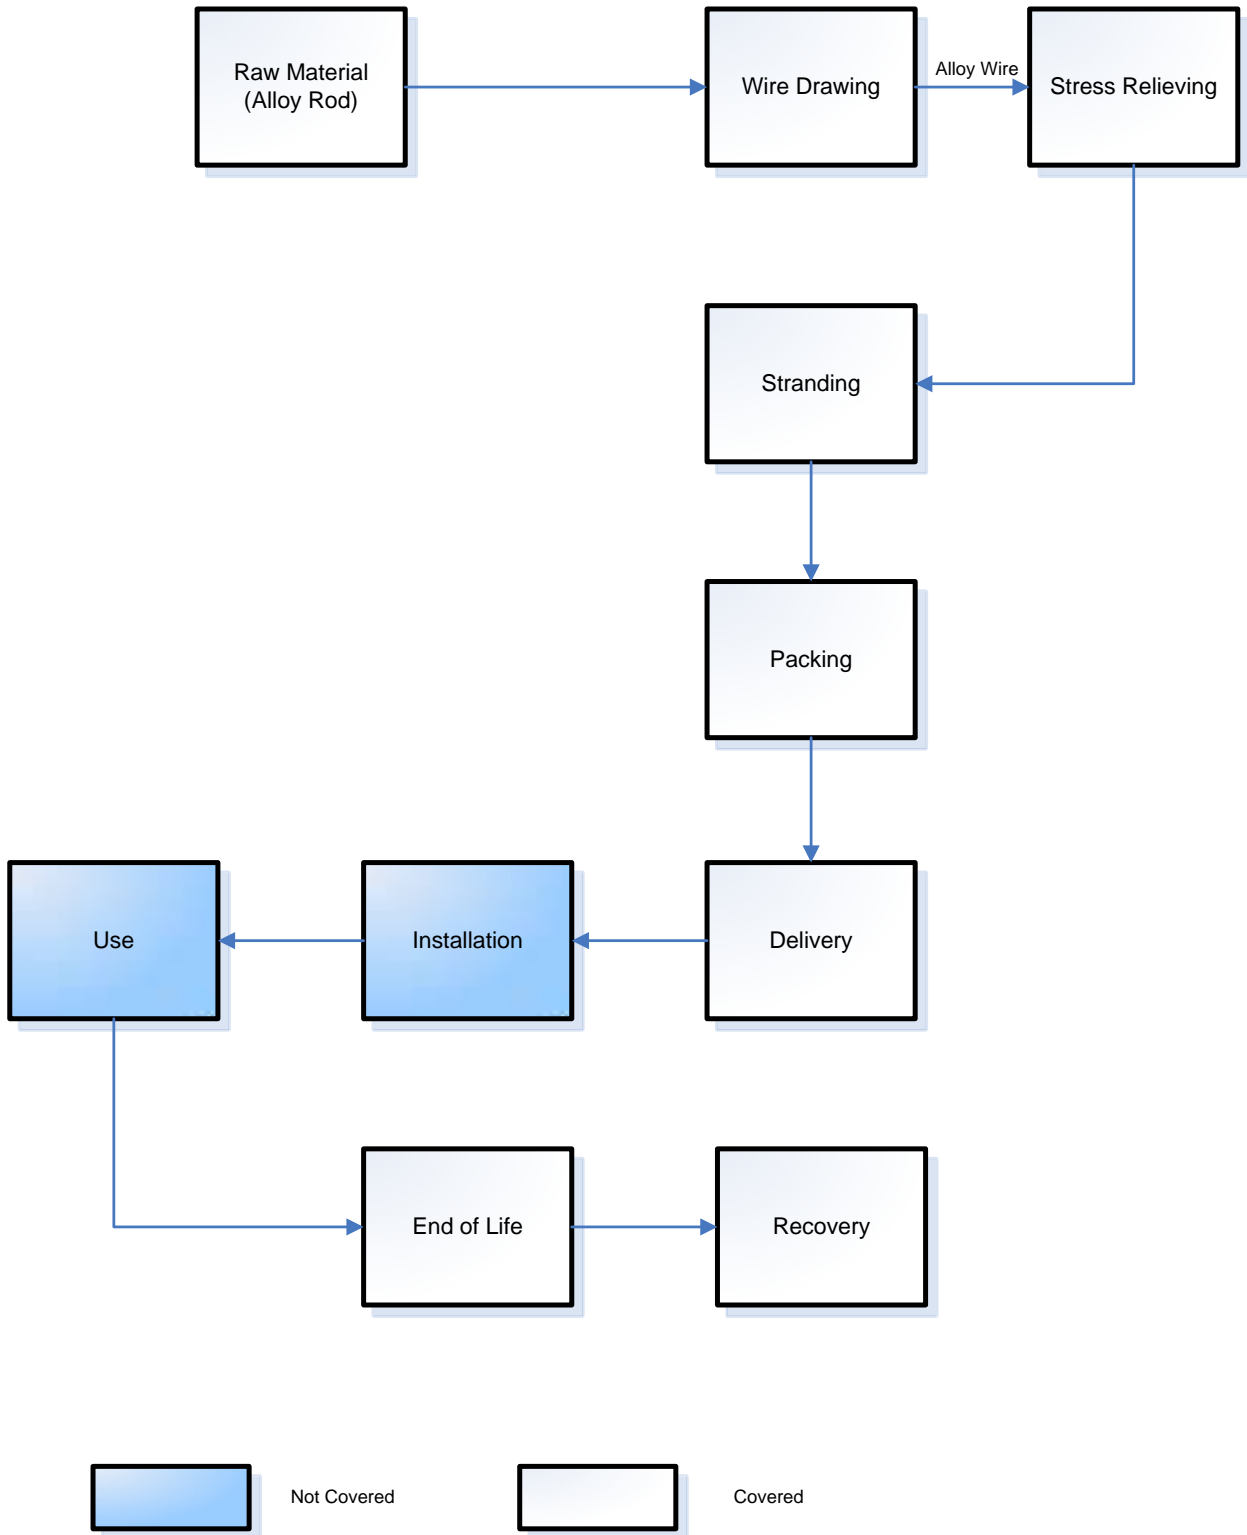 Raw Material
(Alloy Rod)
Wire Drawing
Alloy Wire
Stress Relieving
Stranding
Packing
Use
Installation
Delivery
End of Life
Recovery
Not Covered
Covered